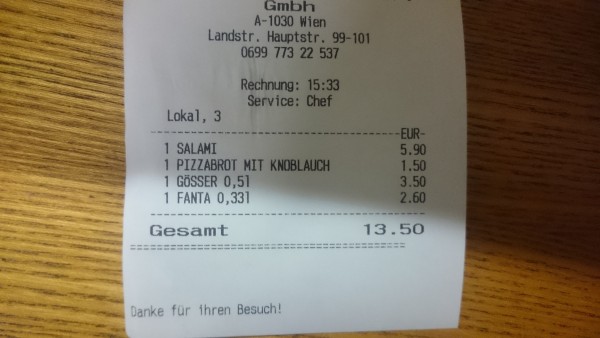 Gmbh
A-1030 Wien
Landstr. Hauptstr. 99-101
0699 773 22 537
Rechnung: 15:33
Service: Chef
Lokal, 3
-EUR-
1 SALAMI 5.90
1 PIZZABROT MIT KNOBLAUCH 1.50
1 GÖSSER 0,5l 3.50
1 FANTA 0,33l 2.60
Gesamt 13.50
Danke für ihren Besuch!